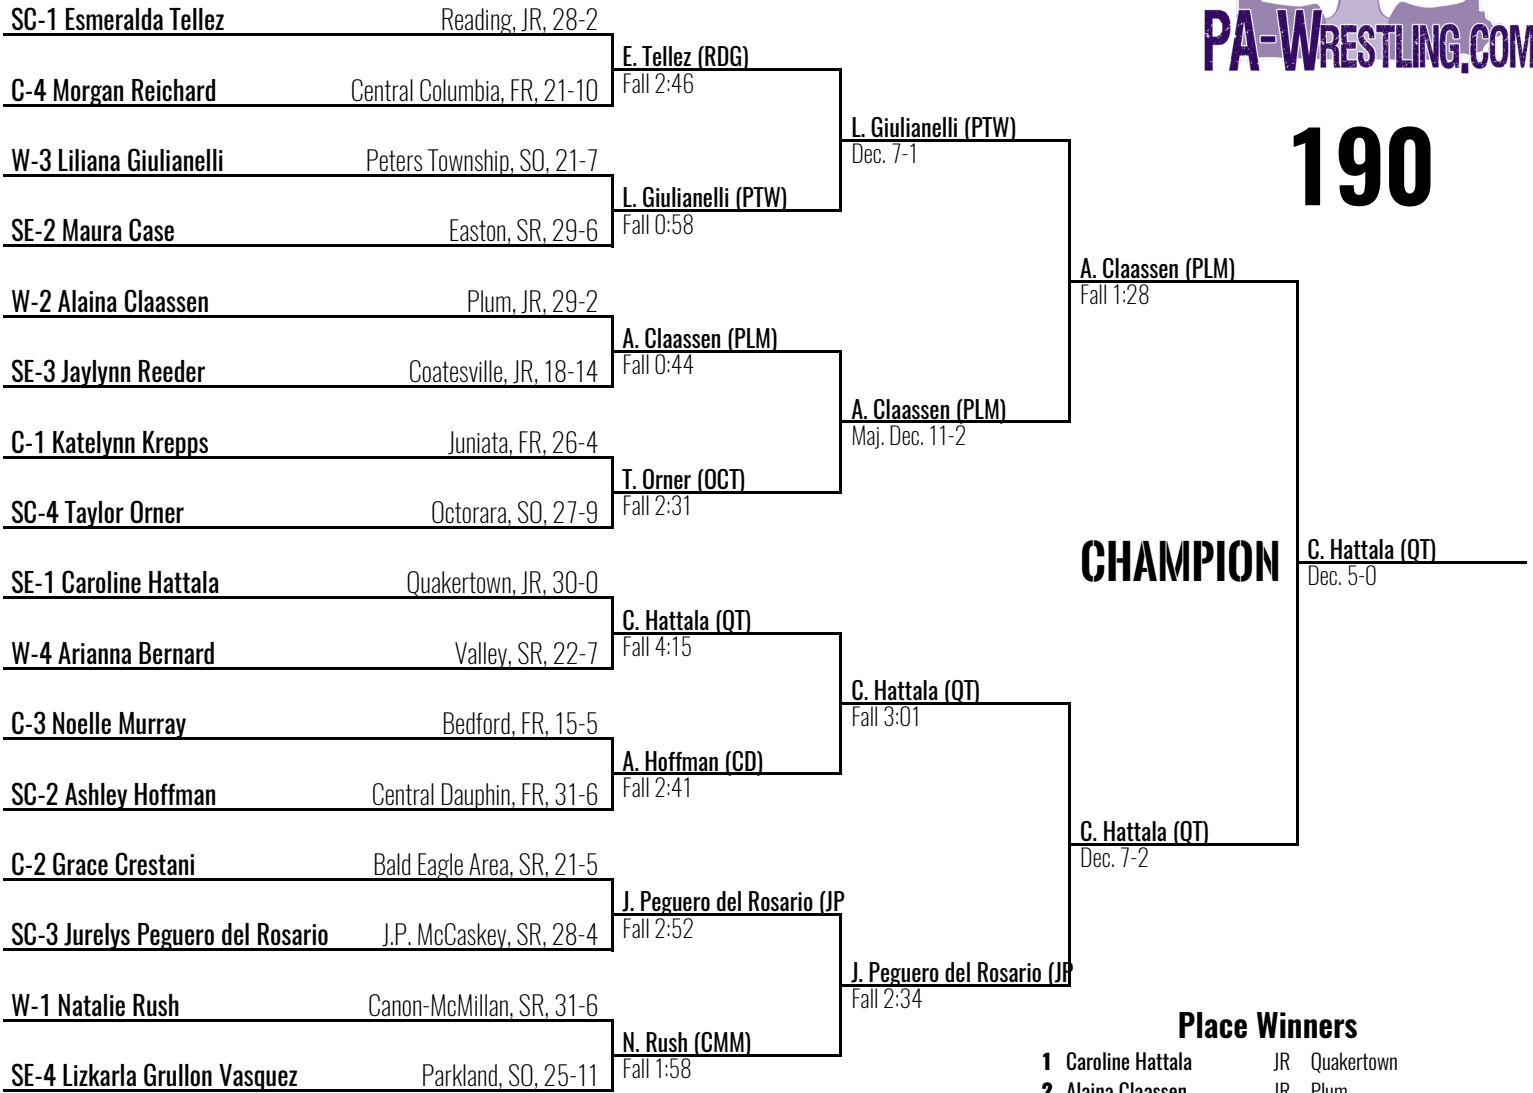 PA-WRESTLING.COM
190
SC-1 Esmeralda Tellez Reading, JR, 28-2
C-4 Morgan Reichard Central Columbia, FR, 21-10
W-3 Liliana Giulianelli Peters Township, SO, 21-7
SE-2 Maura Case Easton, SR, 29-6
W-2 Alaina Claassen Plum, JR, 29-2
SE-3 Jaylynn Reeder Coatesville, JR, 18-14
C-1 Katelynn Krepps Juniata, FR, 26-4
SC-4 Taylor Orner Octorara, SO, 27-9
SE-1 Caroline Hattala Quakertown, JR, 30-0
W-4 Arianna Bernard Valley, SR, 22-7
C-3 Noelle Murray Bedford, FR, 15-5
SC-2 Ashley Hoffman Central Dauphin, FR, 31-6
C-2 Grace Crestani Bald Eagle Area, SR, 21-5
SC-3 Jurelys Peguero del Rosario J.P. McCaskey, SR, 28-4
W-1 Natalie Rush Canon-McMillan, SR, 31-6
SE-4 Lizkarla Grullon Vasquez Parkland, SO, 25-11
E. Tellez (RDG)
Fall 2:46
L. Giulianelli (PTW)
Fall 0:58
A. Claassen (PLM)
Fall 0:44
T. Orner (OCT)
Fall 2:31
C. Hattala (QT)
Fall 4:15
A. Hoffman (CD)
Fall 2:41
J. Peguero del Rosario (JP
Fall 2:52
N. Rush (CMM)
Fall 1:58
L. Giulianelli (PTW)
Dec. 7-1
A. Claassen (PLM)
Maj. Dec. 11-2
C. Hattala (QT)
Fall 3:01
J. Peguero del Rosario (JP
Fall 2:34
A. Claassen (PLM)
Fall 1:28
C. Hattala (QT)
Dec. 7-2
CHAMPION
C. Hattala (QT)
Dec. 5-0
Place Winners
1 Caroline Hattala JR Quakertown
2 Alaina Claassen JR Plum